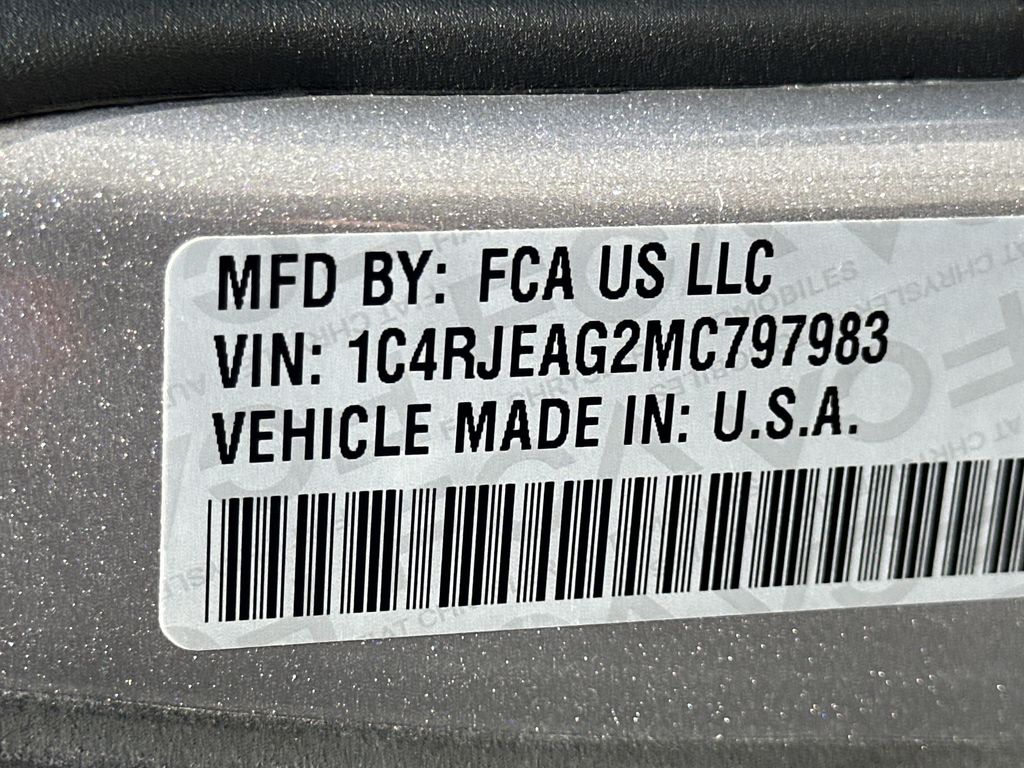 MFD BY: FCA US LLC
VIN: 1C4RJEAG2MC797983
VEHICLE MADE IN: U.S.A.